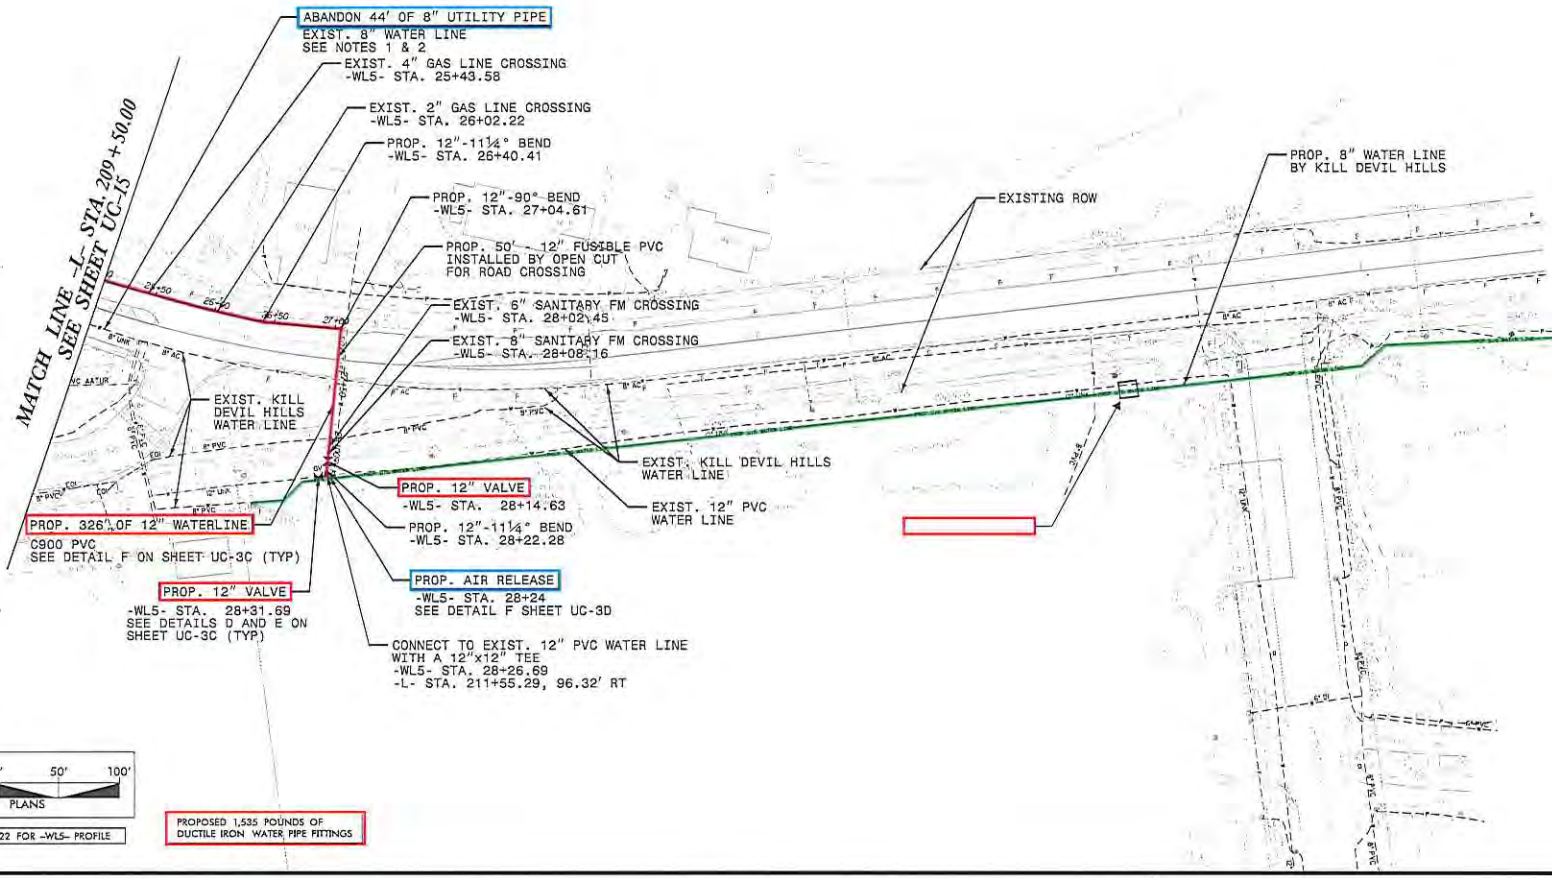 ABANDON 44' OF 8" UTILITY PIPE
EXIST. 8" WATER LINE
SEE NOTES 1 & 2
EXIST. 4" GAS LINE CROSSING
-WL5- STA. 25+43.58
EXIST. 2" GAS LINE CROSSING
-WL5- STA. 26+02.22
PROP. 12"-11¼° BEND
-WL5- STA. 26+40.41
PROP. 12"-90° BEND
-WL5- STA. 27+04.61
PROP. 50' - 12" FUSIBLE PVC
INSTALLED BY OPEN CUT
FOR ROAD CROSSING
EXIST. 6" SANITARY FM CROSSING
-WL5- STA. 28+02.45
EXIST. 8" SANITARY FM CROSSING
-WL5- STA. 28+08.16
MATCH LINE -L- STA. 209+50.00
SEE SHEET UC-15
EXISTING ROW
PROP. 8" WATER LINE
BY KILL DEVIL HILLS
EXIST. KILL
DEVIL HILLS
WATER LINE
EXIST. KILL DEVIL HILLS
WATER LINE
EXIST. 12" PVC
WATER LINE
PROP. 12" VALVE
-WL5- STA. 28+14.63
PROP. 12"-11¼° BEND
-WL5- STA. 28+22.28
PROP. 326' OF 12" WATERLINE
C900 PVC
SEE DETAIL F ON SHEET UC-3C (TYP)
PROP. 12" VALVE
-WL5- STA. 28+31.69
SEE DETAILS D AND E ON
SHEET UC-3C (TYP)
PROP. AIR RELEASE
-WL5- STA. 28+24
SEE DETAIL F SHEET UC-3D
CONNECT TO EXIST. 12" PVC WATER LINE
WITH A 12"x12" TEE
-WL5- STA. 28+26.69
-L- STA. 211+55.29, 96.32' RT
50' 100'
PLANS
22 FOR -WL5- PROFILE
PROPOSED 1,535 POUNDS OF
DUCTILE IRON WATER PIPE FITTINGS